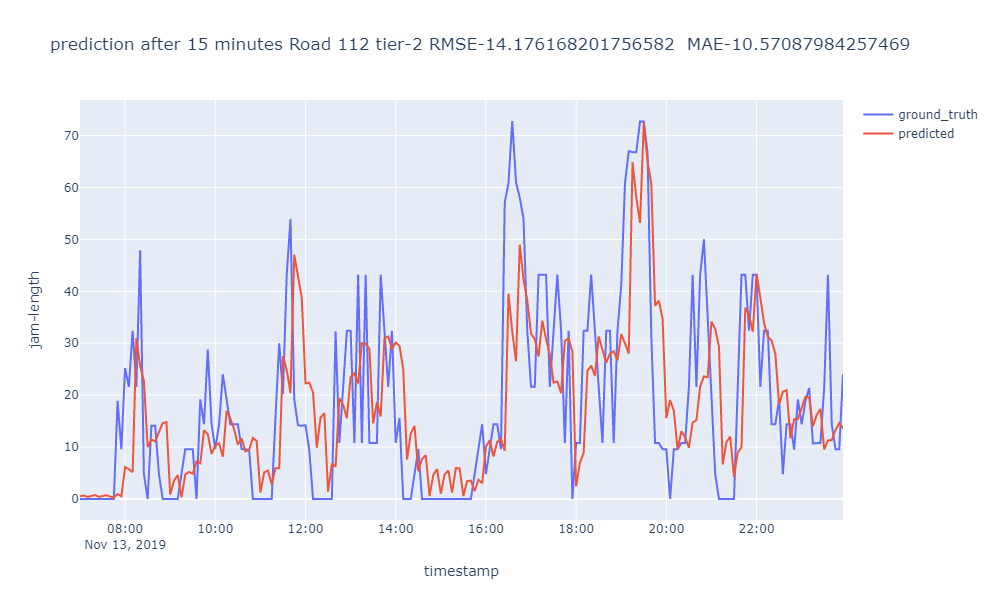 prediction after 15 minutes Road 112 tier-2 RMSE-14.176168201756582  MAE-10.57087984257469
ground_truth
predicted
70
60
50
40
30
20
10
0
jam-length
08:00 10:00 12:00 14:00 16:00 18:00 20:00 22:00
Nov 13, 2019
timestamp